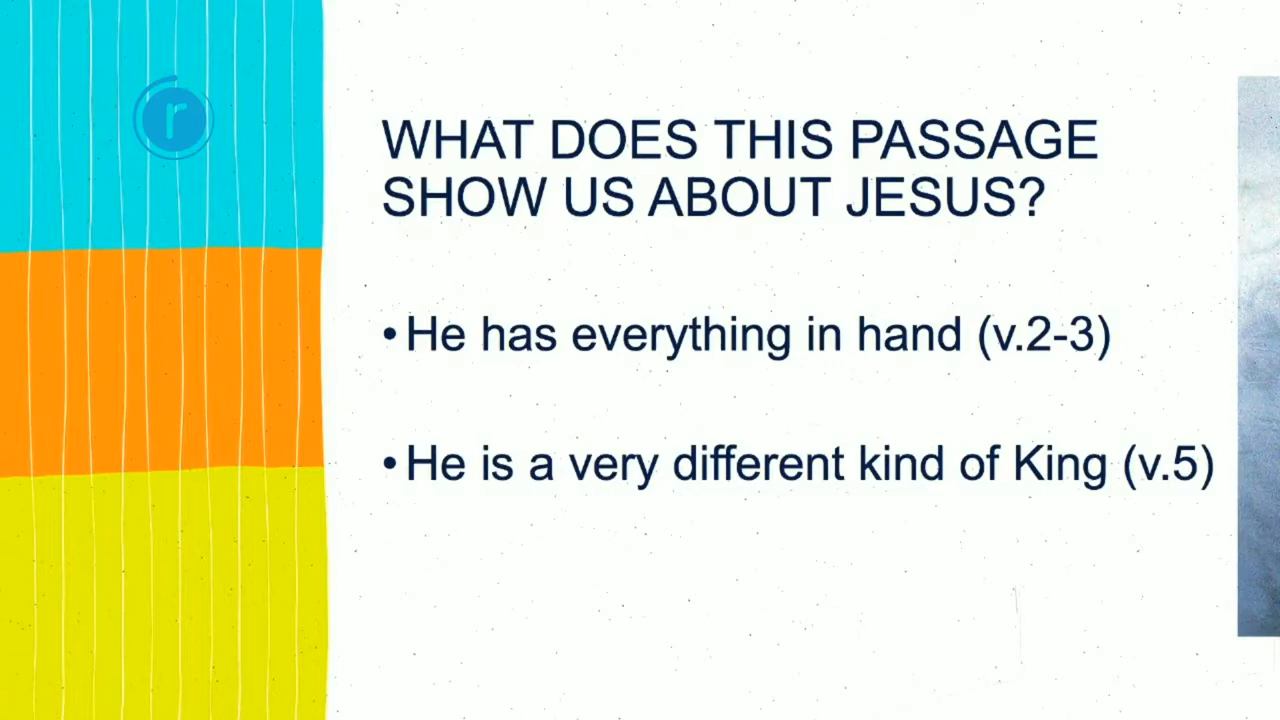 r
WHAT DOES THIS PASSAGE
SHOW US ABOUT JESUS?
•He has everything in hand (v.2-3)
•He is a very different kind of King (v.5)